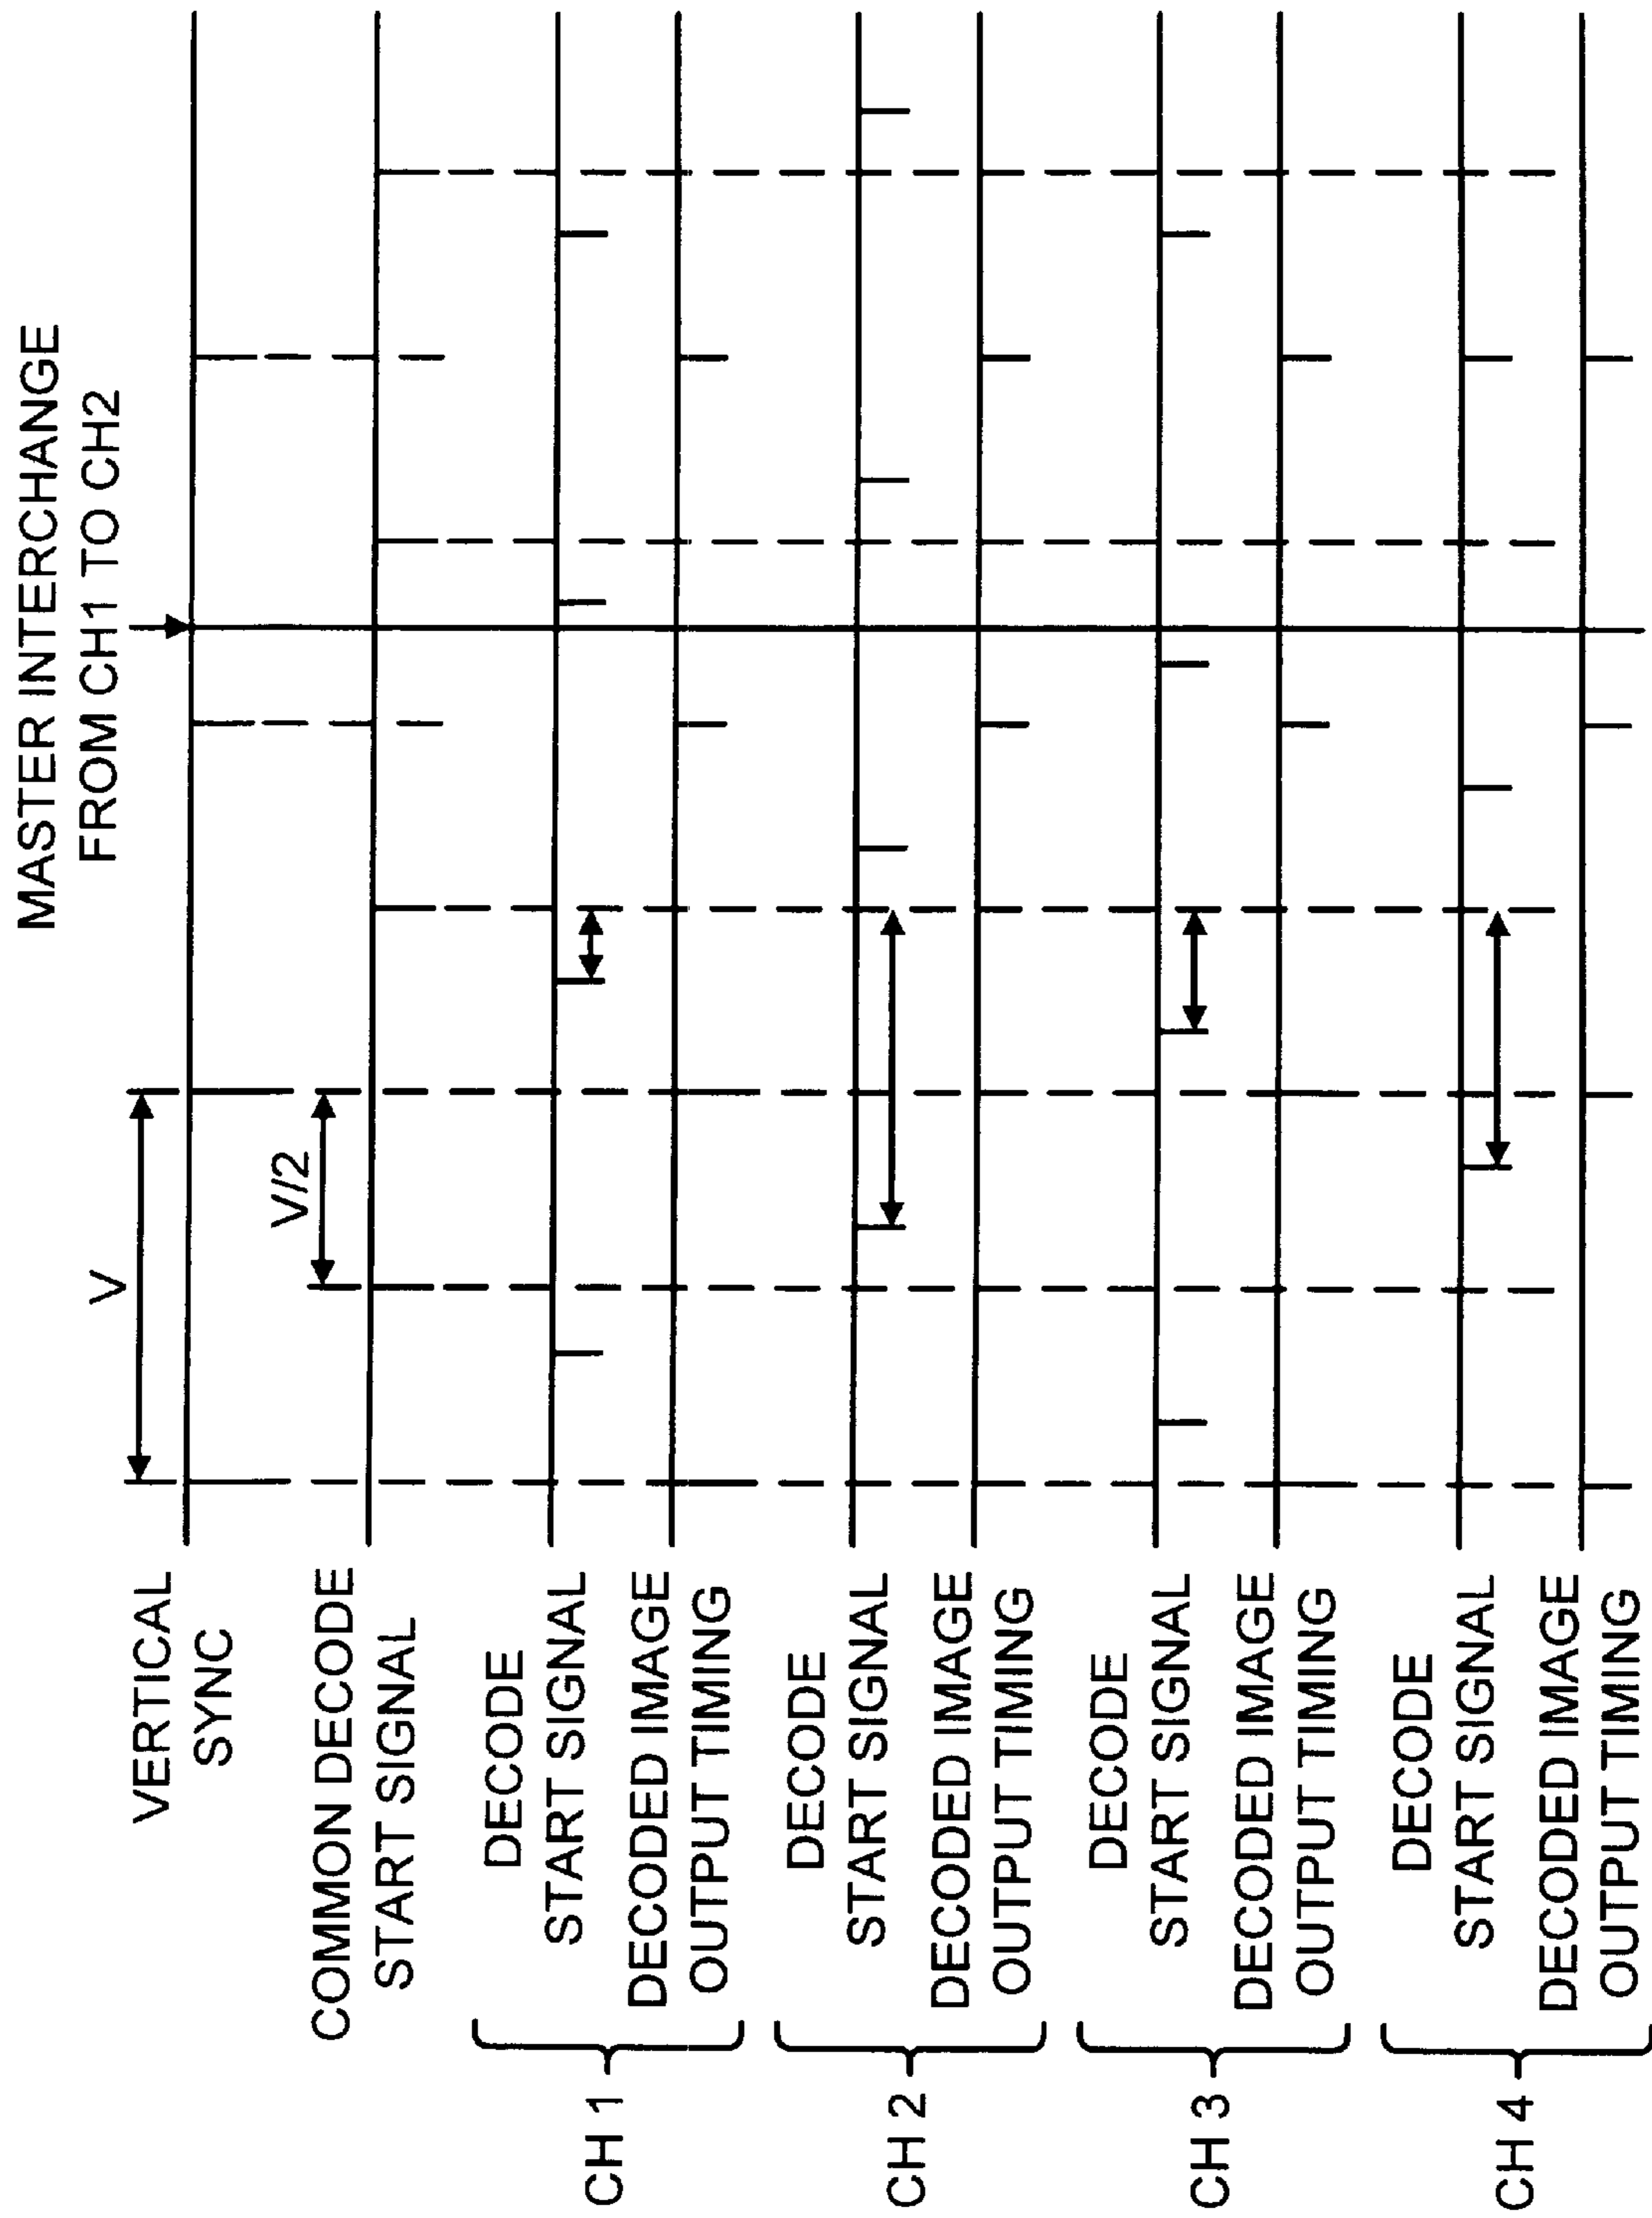 MASTER INTERCHANGE
FROM CH1 TO CH2
V
V/2
VERTICAL
SYNC
COMMON DECODE
START SIGNAL
CH 1
DECODE
START SIGNAL
DECODED IMAGE
OUTPUT TIMING
CH 2
DECODE
START SIGNAL
DECODED IMAGE
OUTPUT TIMING
CH 3
DECODE
START SIGNAL
DECODED IMAGE
OUTPUT TIMING
CH 4
DECODE
START SIGNAL
DECODED IMAGE
OUTPUT TIMING